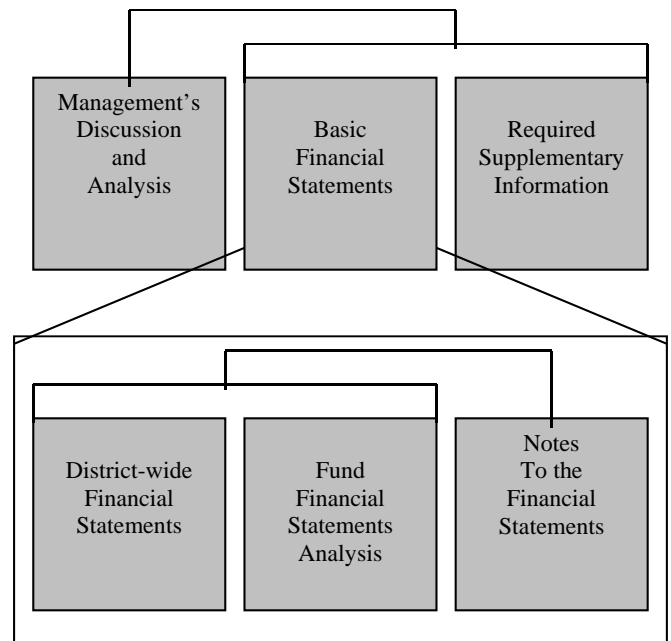 Management’s
Discussion
and
Analysis
Basic
Financial
Statements
Required
Supplementary
Information
District-wide
Financial
Statements
Fund
Financial
Statements
Analysis
Notes
To the
Financial
Statements